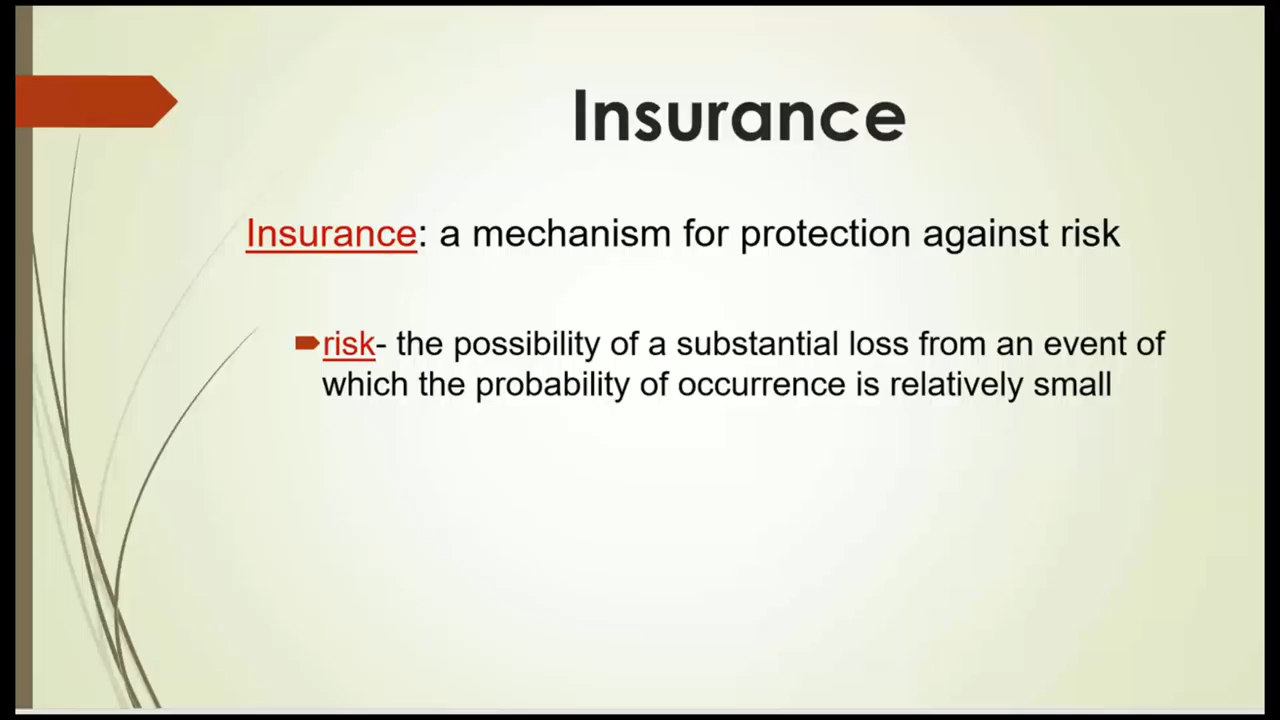 Insurance
Insurance: a mechanism for protection against risk
risk- the possibility of a substantial loss from an event of
which the probability of occurrence is relatively small